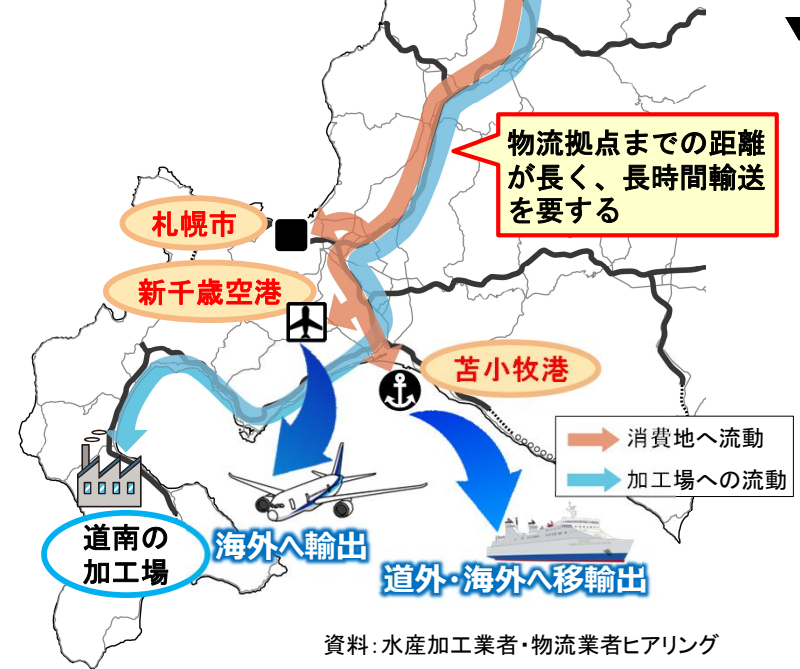 物流拠点までの距離
が長く、長時間輸送
を要する
札幌市
新千歳空港
苫小牧港
消費地へ流動
加工場への流動
道南の
加工場
海外へ輸出
道外・海外へ移輸出
資料：水産加工業者・物流業者ヒアリング